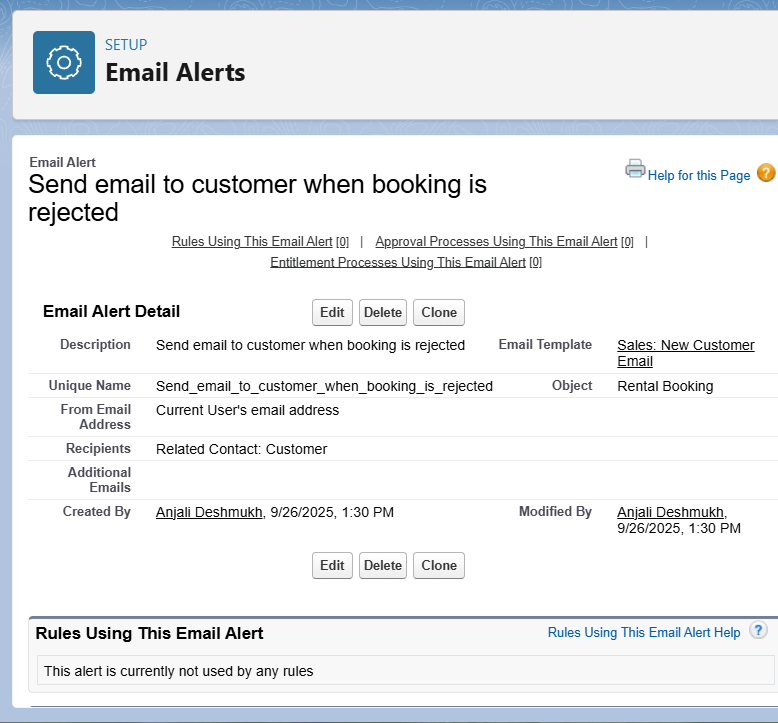 SETUP
Email Alerts
Email Alert
Send email to customer when booking is
rejected
Help for this Page ?
Rules Using This Email Alert [0] | Approval Processes Using This Email Alert [0] |
Entitlement Processes Using This Email Alert [0]
Email Alert Detail Edit Delete Clone
Description Send email to customer when booking is rejected Email Template Sales: New Customer
Email
Unique Name Send_email_to_customer_when_booking_is_rejected Object Rental Booking
From Email
Address Current User's email address
Recipients Related Contact: Customer
Additional
Emails
Created By Anjali Deshmukh, 9/26/2025, 1:30 PM Modified By Anjali Deshmukh,
9/26/2025, 1:30 PM
Edit Delete Clone
Rules Using This Email Alert Rules Using This Email Alert Help ?
This alert is currently not used by any rules